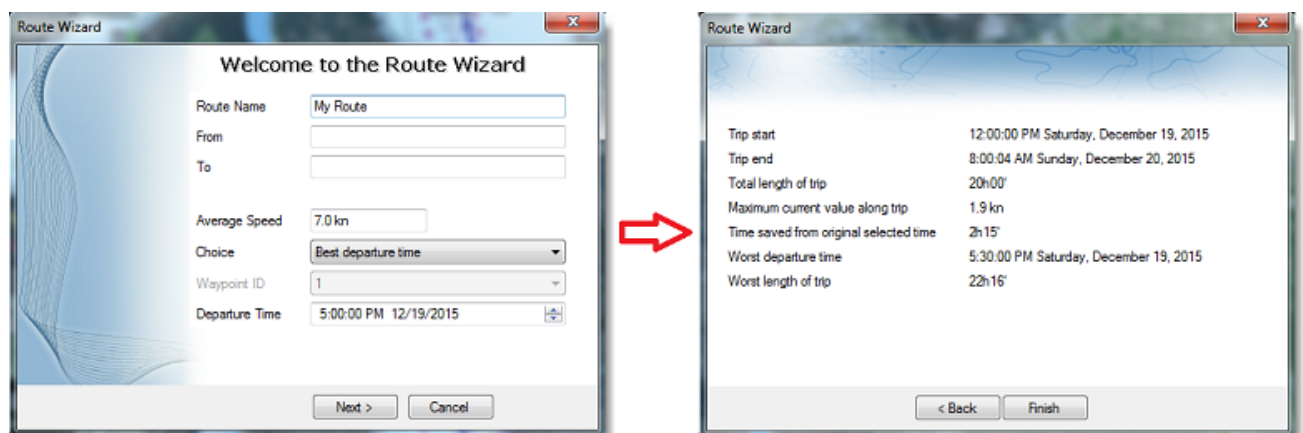 Route Wizard
Welcome to the Route Wizard
Route Name My Route
From
To
Average Speed 7.0 kn
Choice Best departure time
Waypoint ID 1
Departure Time 5:00:00 PM 12/19/2015
Next > Cancel
Route Wizard
Trip start 12:00:00 PM Saturday, December 19, 2015
Trip end 8:00:04 AM Sunday, December 20, 2015
Total length of trip 20h00'
Maximum current value along trip 1.9 kn
Time saved from original selected time 2h15'
Worst departure time 5:30:00 PM Saturday, December 19, 2015
Worst length of trip 22h16'
< Back Finish